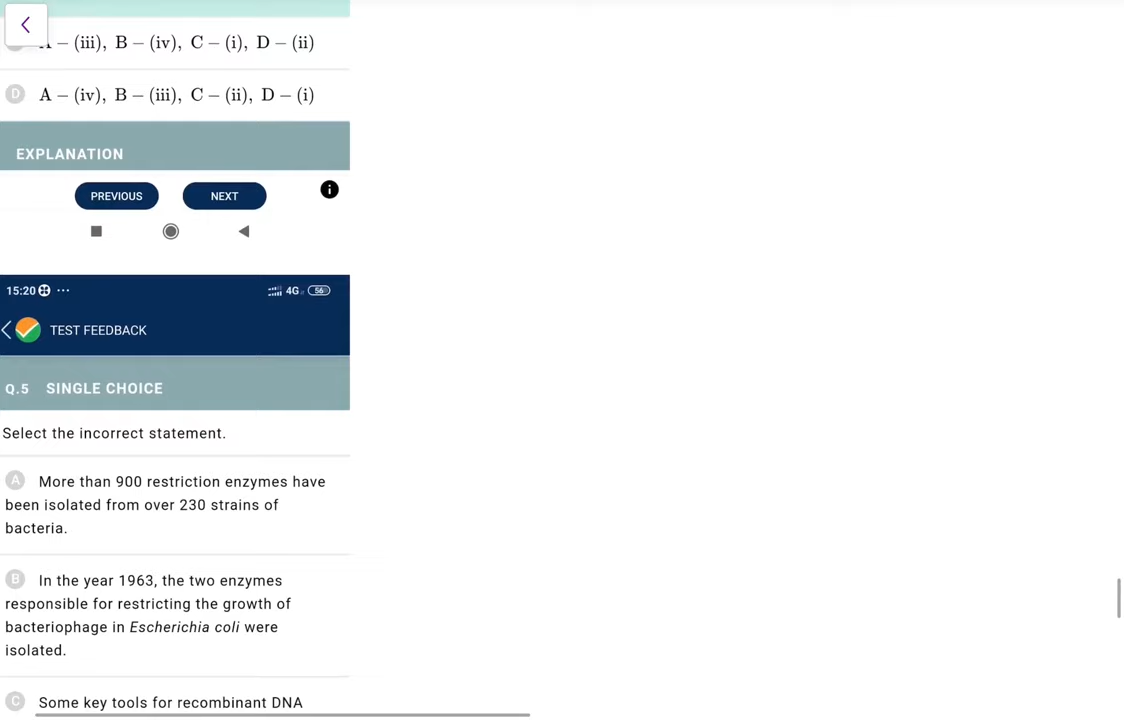 – (iii), B – (iv), C – (i), D – (ii)
D A – (iv), B – (iii), C – (ii), D – (i)
EXPLANATION
PREVIOUS NEXT i
15:20 ... 4G 56
TEST FEEDBACK
Q.5 SINGLE CHOICE
Select the incorrect statement.
A More than 900 restriction enzymes have
been isolated from over 230 strains of
bacteria.
B In the year 1963, the two enzymes
responsible for restricting the growth of
bacteriophage in Escherichia coli were
isolated.
C Some key tools for recombinant DNA